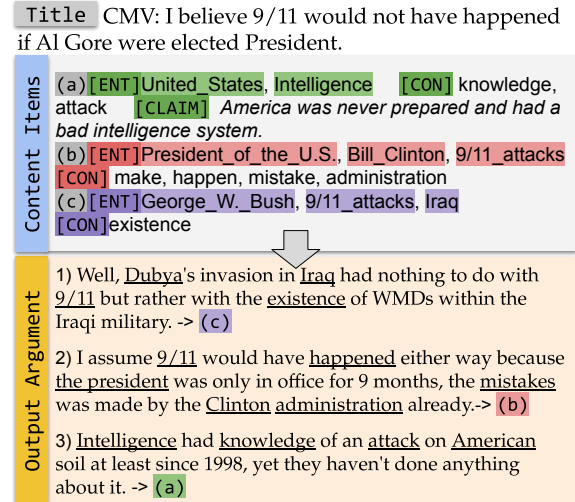 Title CMV: I believe 9/11 would not have happened
if Al Gore were elected President.
Content Items
(a)[ENT]United_States, Intelligence [CON] knowledge,
attack [CLAIM] America was never prepared and had a
bad intelligence system.
(b)[ENT]President_of_the_U.S., Bill_Clinton, 9/11_attacks
[CON] make, happen, mistake, administration
(c)[ENT]George_W._Bush, 9/11_attacks, Iraq
[CON]existence
Output Argument
1) Well, Dubya's invasion in Iraq had nothing to do with
9/11 but rather with the existence of WMDs within the
Iraqi military. -> (c)
2) I assume 9/11 would have happened either way because
the president was only in office for 9 months, the mistakes
was made by the Clinton administration already.-> (b)
3) Intelligence had knowledge of an attack on American
soil at least since 1998, yet they haven't done anything
about it. -> (a)